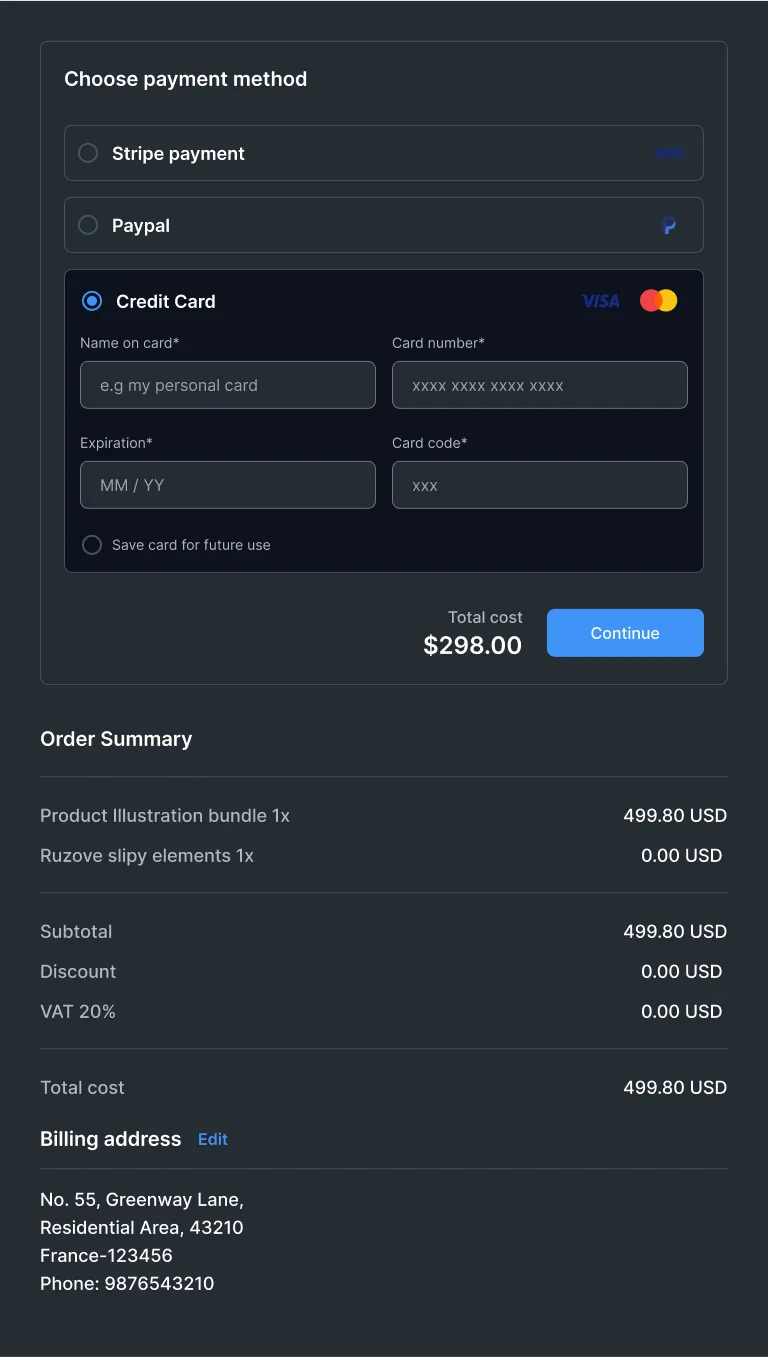 Choose payment method
Stripe payment VISA
Paypal
Credit Card VISA
Name on card* Card number*
e.g my personal card xxxx xxxx xxxx xxxx
Expiration* Card code*
MM / YY xxx
Save card for future use
Total cost
$298.00 Continue
Order Summary
Product Illustration bundle 1x 499.80 USD
Ruzove slipy elements 1x 0.00 USD
Subtotal 499.80 USD
Discount 0.00 USD
VAT 20% 0.00 USD
Total cost 499.80 USD
Billing address Edit
No. 55, Greenway Lane,
Residential Area, 43210
France-123456
Phone: 9876543210